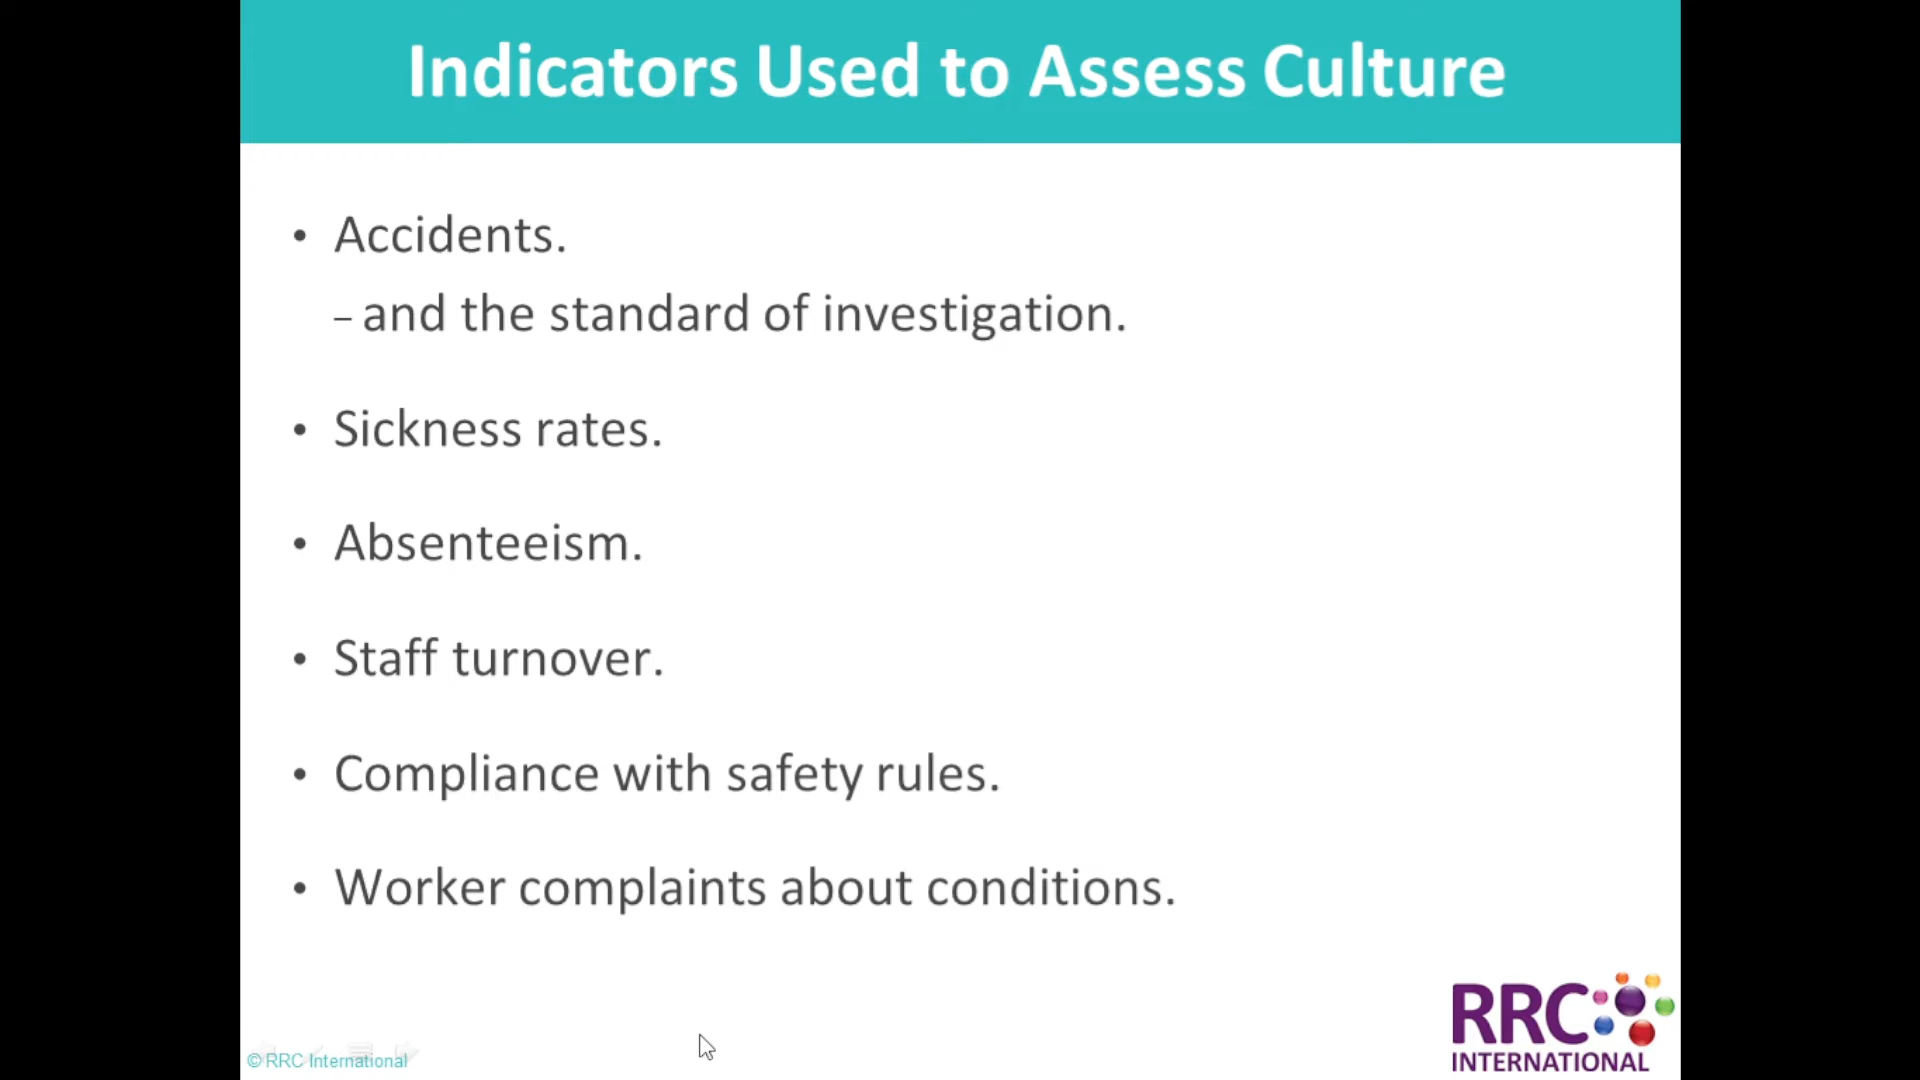 Indicators Used to Assess Culture
• Accidents.
– and the standard of investigation.
• Sickness rates.
• Absenteeism.
• Staff turnover.
• Compliance with safety rules.
• Worker complaints about conditions.
© RRC International
RRC
INTERNATIONAL